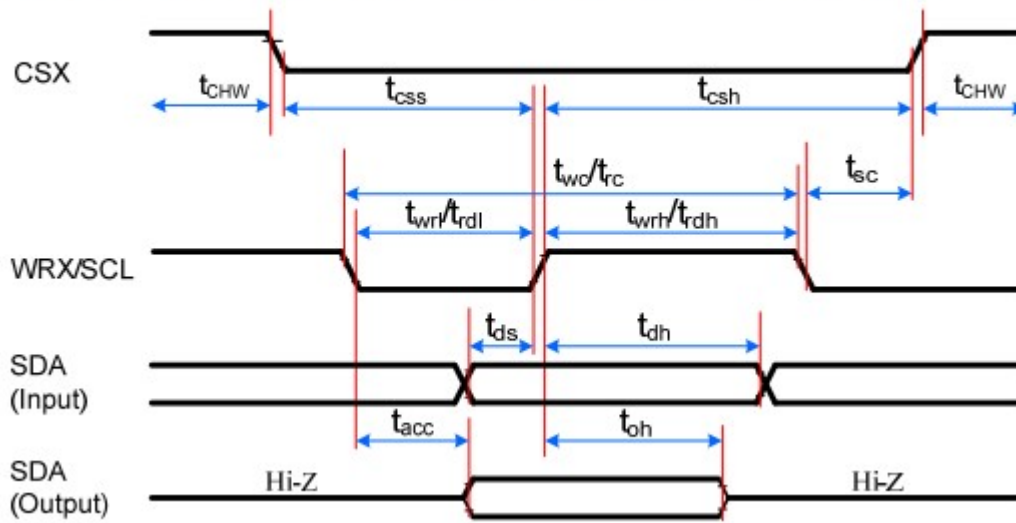 CSX
tCHW
tcss
tcsh
tCHW
twc/trc
tsc
twrl/trdl
twrh/trdh
WRX/SCL
tds
tdh
SDA
(Input)
tacc
toh
SDA
(Output)
Hi-Z
Hi-Z